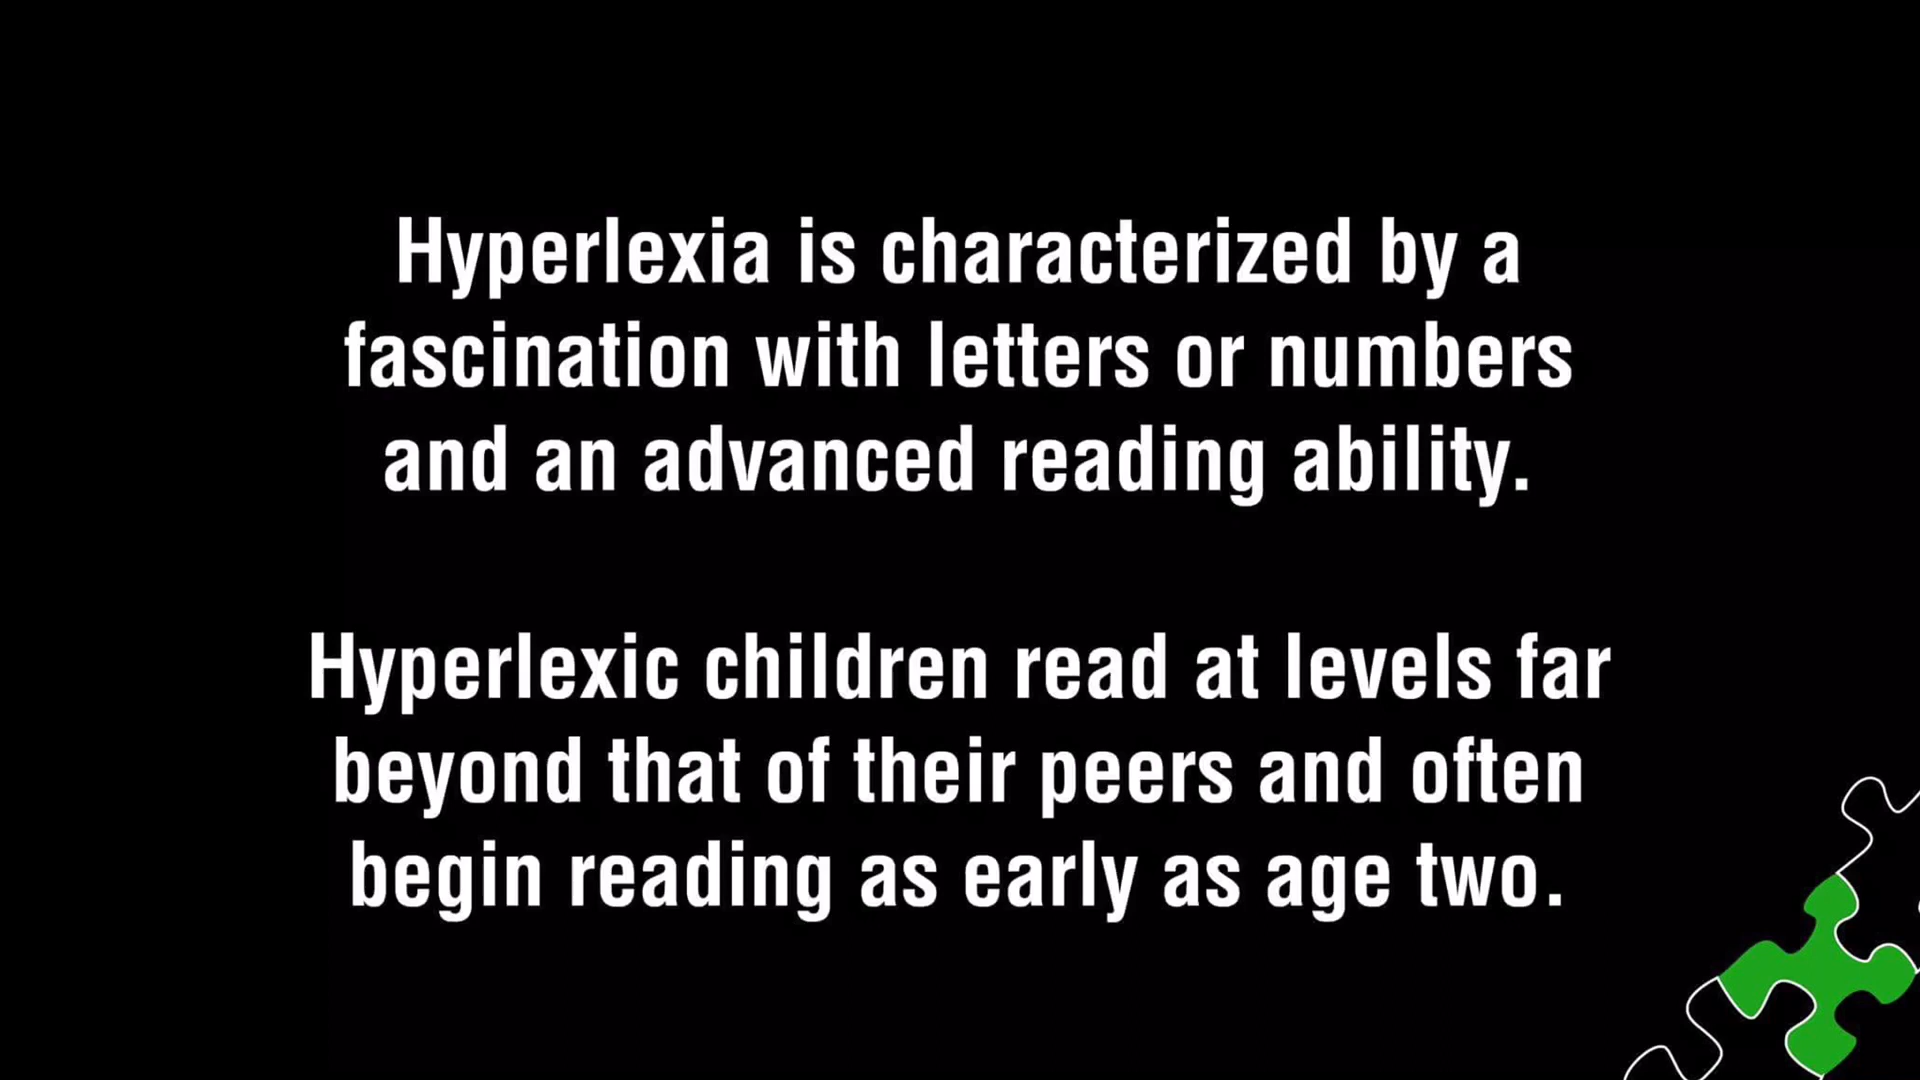 Hyperlexia is characterized by a
fascination with letters or numbers
and an advanced reading ability.
Hyperlexic children read at levels far
beyond that of their peers and often
begin reading as early as age two.